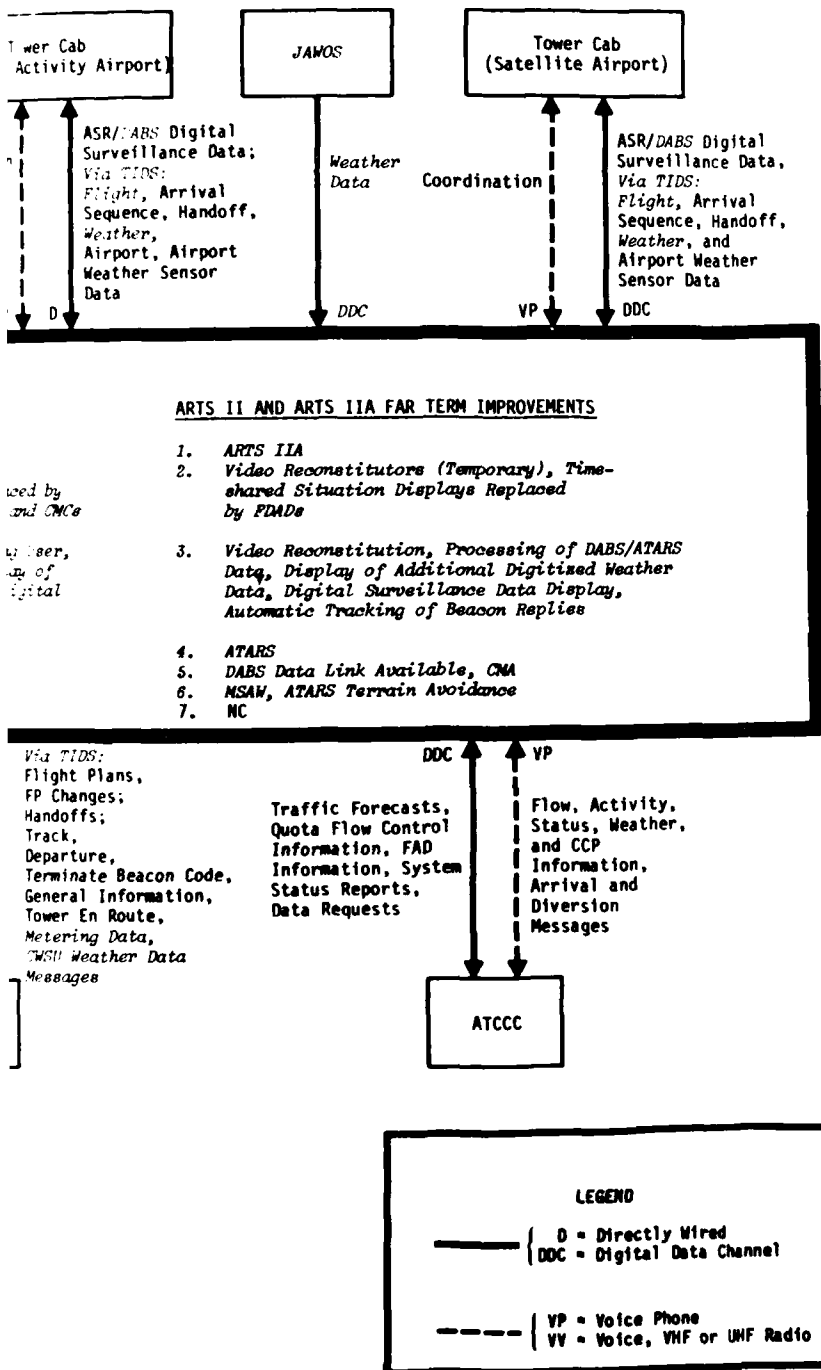 Tower Cab
Activity Airport)
JAWOS
Tower Cab
(Satellite Airport)
ASR/DABS Digital
Surveillance Data;
Via TIDS:
Flight, Arrival
Sequence, Handoff,
Weather,
Airport, Airport
Weather Sensor
Data
D
Weather
Data
DDC
Coordination
VP
ASR/DABS Digital
Surveillance Data,
Via TIDS:
Flight, Arrival
Sequence, Handoff,
Weather, and
Airport Weather
Sensor Data
DDC
ARTS II AND ARTS IIA FAR TERM IMPROVEMENTS
1. ARTS IIA
2. Video Reconstitutors (Temporary), Time-
shared Situation Displays Replaced
by PDADs
3. Video Reconstitution, Processing of DABS/ATARS
Data, Display of Additional Digitized Weather
Data, Digital Surveillance Data Display,
Automatic Tracking of Beacon Replies
4. ATARS
5. DABS Data Link Available, CMA
6. MSAW, ATARS Terrain Avoidance
7. NC
by
and CMCs
of
Via TIDS:
Flight Plans,
FP Changes;
Handoffs;
Track,
Departure,
Terminate Beacon Code,
General Information,
Tower En Route,
Metering Data,
CWSU Weather Data
Messages
DDC
Traffic Forecasts,
Quota Flow Control
Information, FAD
Information, System
Status Reports,
Data Requests
VP
Flow, Activity,
Status, Weather,
and CCP
Information,
Arrival and
Diversion
Messages
ATCCC
LEGEND
D = Directly Wired
DDC = Digital Data Channel
VP = Voice Phone
VV = Voice, VHF or UHF Radio